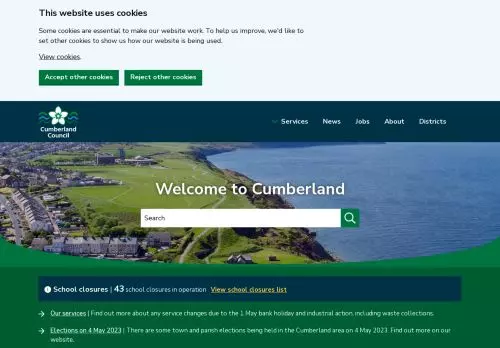 This website uses cookies
Some cookies are essential to make our website work. To help us improve, we'd like to
set other cookies to show us how our website is being used.
View cookies.
Accept other cookies
Reject other cookies
Cumberland
Council
Services
News
Jobs
About
Districts
Welcome to Cumberland
Search
School closures | 43 school closures in operation View school closures list
Our services | Find out more about any service changes due to the 1 May bank holiday and industrial action, including waste collections.
Elections on 4 May 2023 | There are some town and parish elections being held in the Cumberland area on 4 May 2023. Find out more on our
website.